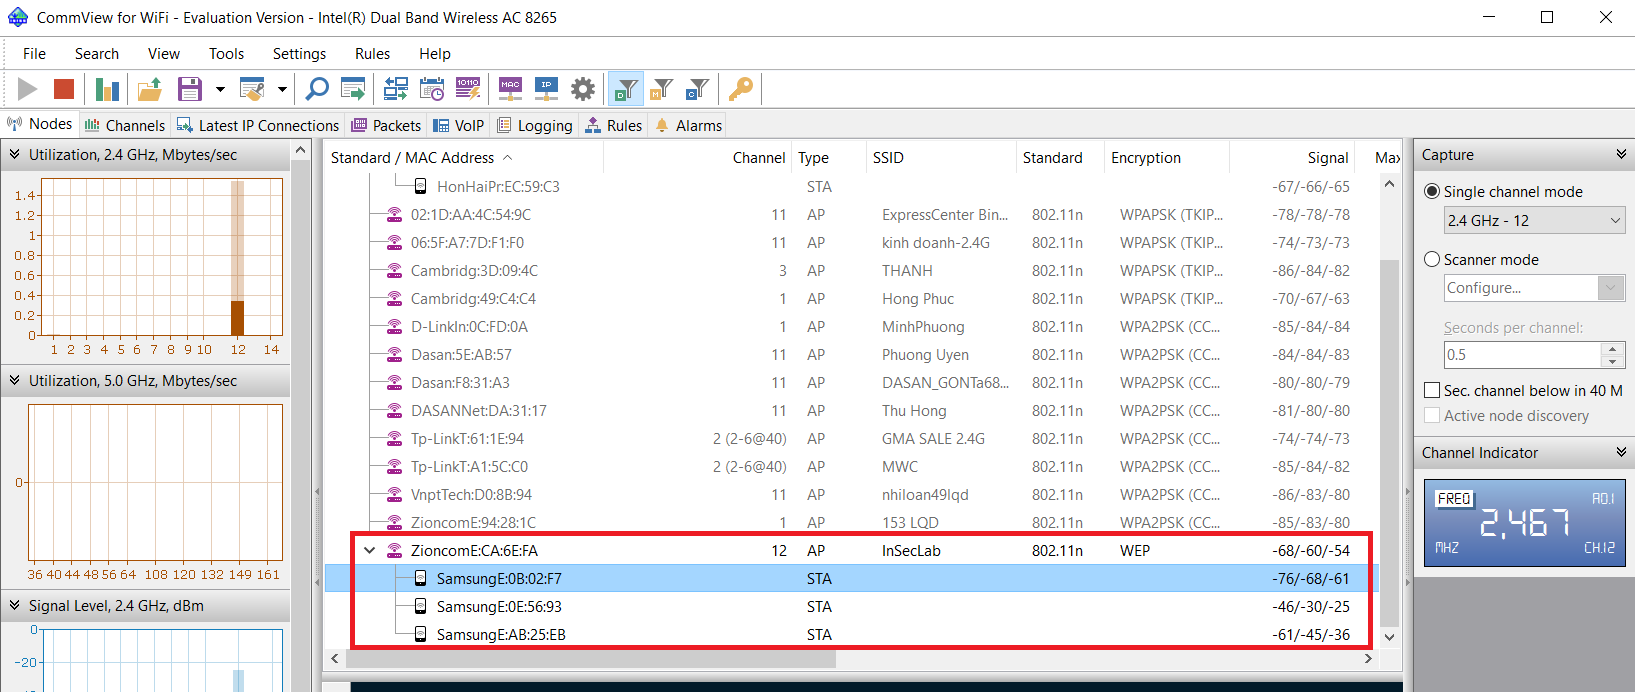 CommView for WiFi - Evaluation Version - Intel(R) Dual Band Wireless AC 8265
File Search View Tools Settings Rules Help
10110 MAC IP D M C
Nodes Channels Latest IP Connections Packets VoIP Logging Rules Alarms
Utilization, 2.4 GHz, Mbytes/sec
1.4
1.2
1
0.8
0.6
0.4
0.2
0
1 2 3 4 5 6 7 8 9 10 12 14
Utilization, 5.0 GHz, Mbytes/sec
0
36 40 44 48 56 64 108 120 132 149 161
Signal Level, 2.4 GHz, dBm
0
-20
Standard / MAC Address Channel Type SSID Standard Encryption Signal Max
HonHaiPr:EC:59:C3 STA -67/-66/-65
02:1D:AA:4C:54:9C 11 AP ExpressCenter Bin... 802.11n WPAPSK (TKIP... -78/-78/-78
06:5F:A7:7D:F1:F0 11 AP kinh doanh-2.4G 802.11n WPAPSK (TKIP... -74/-73/-73
Cambridg:3D:09:4C 3 AP THANH 802.11n WPAPSK (TKIP... -86/-84/-82
Cambridg:49:C4:C4 1 AP Hong Phuc 802.11n WPAPSK (TKIP... -70/-67/-63
D-LinkIn:0C:FD:0A 1 AP MinhPhuong 802.11n WPA2PSK (CC... -85/-84/-84
Dasan:5E:AB:57 11 AP Phuong Uyen 802.11n WPA2PSK (CC... -84/-84/-83
Dasan:F8:31:A3 11 AP DASAN_GONTa68... 802.11n WPA2PSK (CC... -80/-80/-79
DASANNet:DA:31:17 11 AP Thu Hong 802.11n WPA2PSK (CC... -81/-80/-80
Tp-LinkT:61:1E:94 2 (2-6@40) AP GMA SALE 2.4G 802.11n WPA2PSK (CC... -74/-74/-73
Tp-LinkT:A1:5C:C0 2 (2-6@40) AP MWC 802.11n WPA2PSK (CC... -85/-84/-82
VnptTech:D0:8B:94 11 AP nhiloan49lqd 802.11n WPA2PSK (CC... -86/-83/-80
ZioncomE:94:28:1C 1 AP 153 LQD 802.11n WPA2PSK (CC... -85/-83/-80
ZioncomE:CA:6E:FA 12 AP InSecLab 802.11n WEP -68/-60/-54
SamsungE:0B:02:F7 STA -76/-68/-61
SamsungE:0E:56:93 STA -46/-30/-25
SamsungE:AB:25:EB STA -61/-45/-36
Capture
Single channel mode
2.4 GHz - 12
Scanner mode
Configure...
Seconds per channel:
0.5
Sec. channel below in 40 M
Active node discovery
Channel Indicator
FREQ 2,467 AD.1
MHZ CH.12